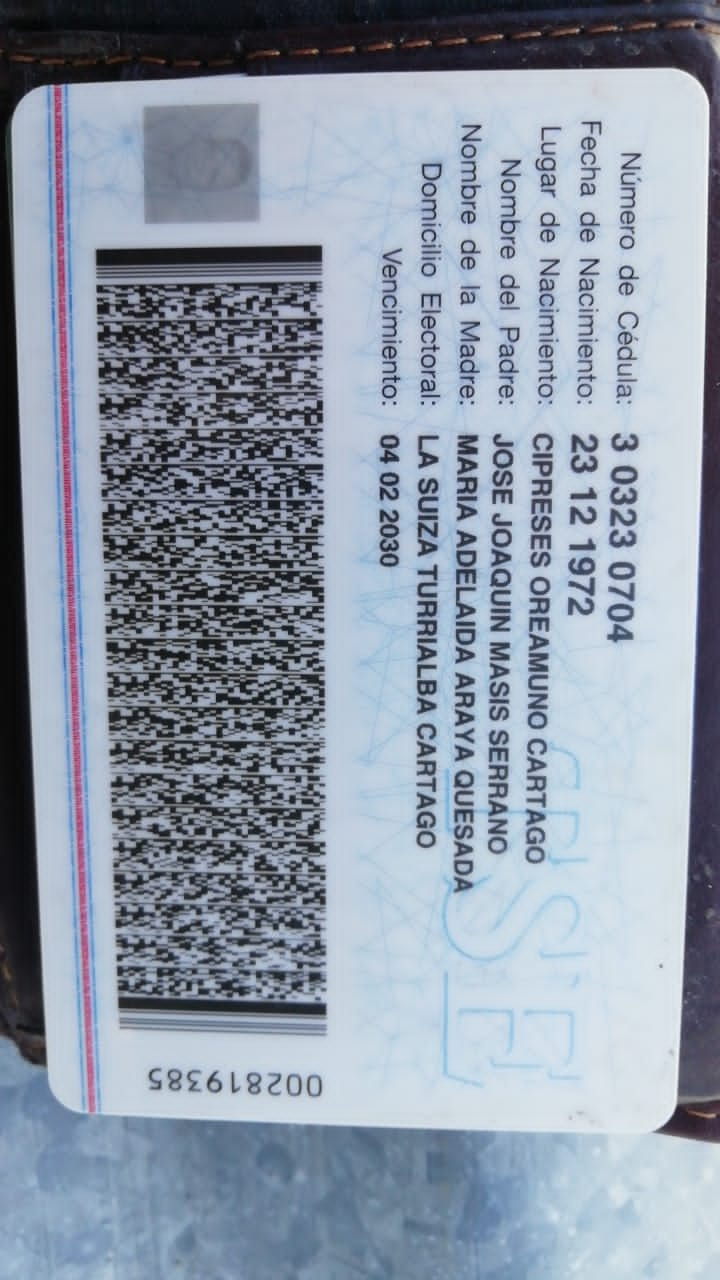 Número de Cédula: 3 0323 0704
Fecha de Nacimiento: 23 12 1972
Lugar de Nacimiento: CIPRESES OREAMUNO CARTAGO
Nombre del Padre: JOSE JOAQUIN MASIS SERRANO
Nombre de la Madre: MARIA ADELAIDA ARAYA QUESADA
Domicilio Electoral: LA SUIZA TURRIALBA CARTAGO
Vencimiento: 04 02 2030
TSE
002819385